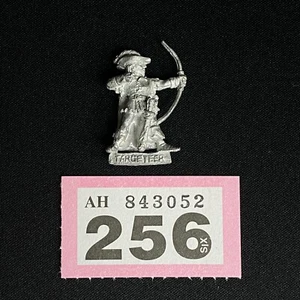 TARGETEER
AH 843052
256
SIX